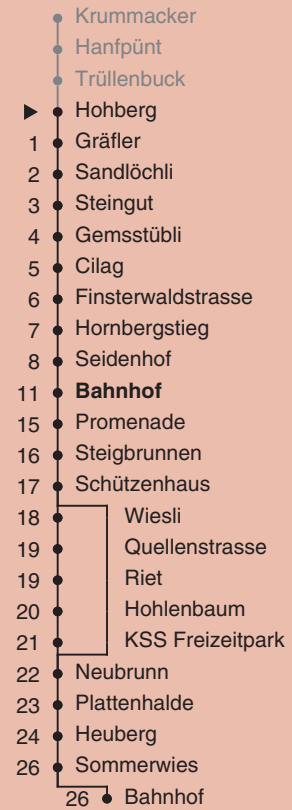 Krummacker
Hanfpünt
Trüllenbuck
Hohberg
1 Gräfler
2 Sandlöchli
3 Steingut
4 Gemsstübli
5 Cilag
6 Finsterwaldstrasse
7 Hornbergstieg
8 Seidenhof
11 Bahnhof
15 Promenade
16 Steigbrunnen
17 Schützenhaus
18 Wiesli
19 Quellenstrasse
19 Riet
20 Hohlenbaum
21 KSS Freizeitpark
22 Neubrunn
23 Plattenhalde
24 Heuberg
26 Sommerwies
26 Bahnhof